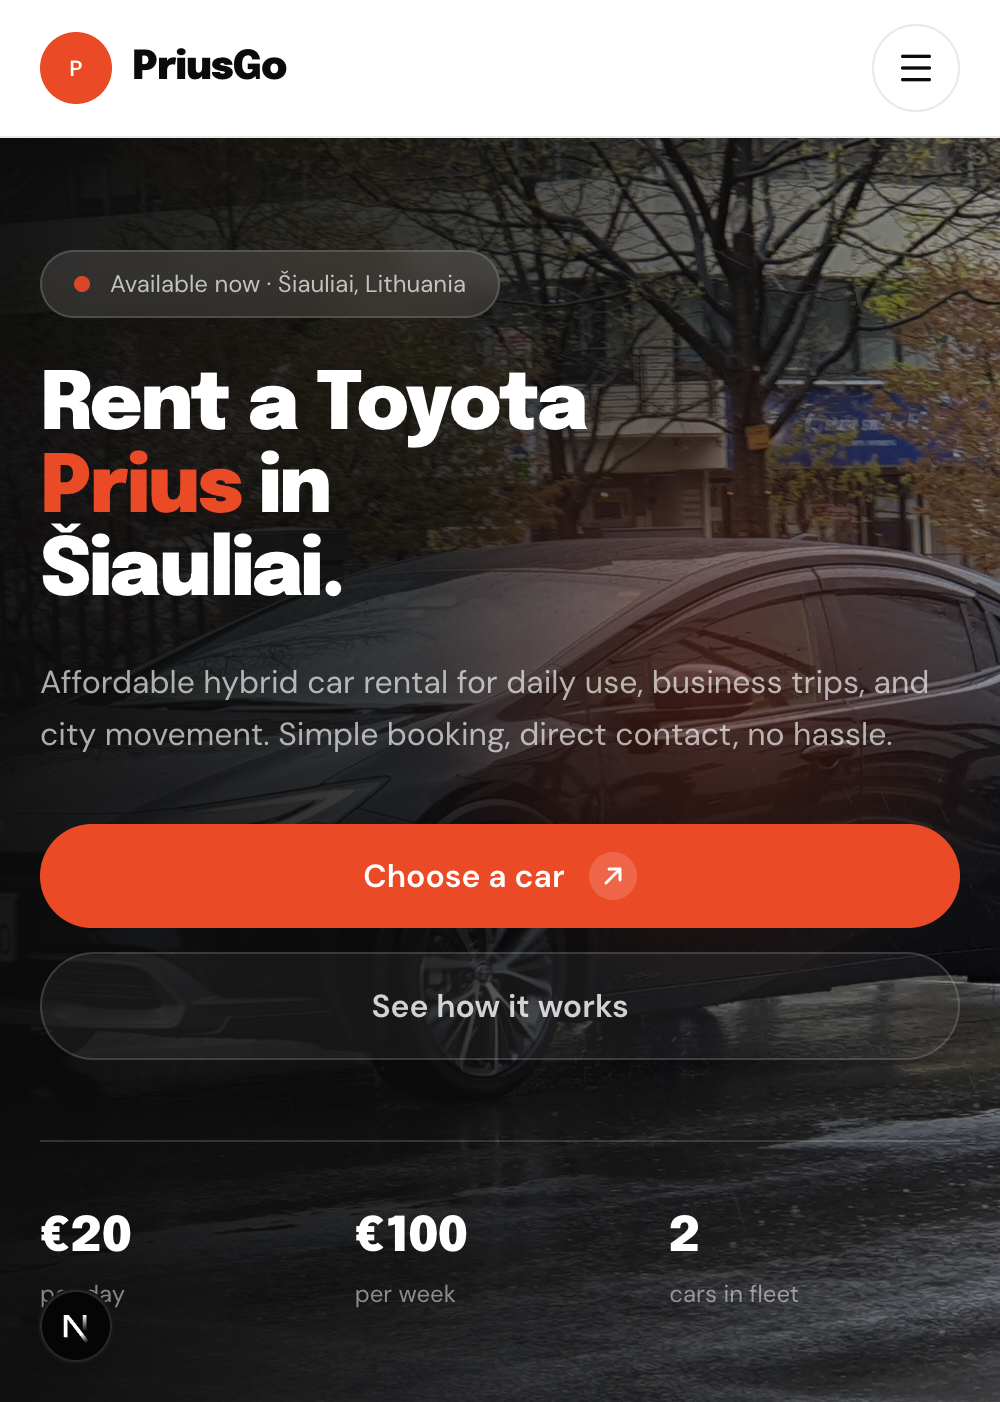 P
PriusGo
Available now · Šiauliai, Lithuania
Rent a Toyota
Prius in
Šiauliai.
Affordable hybrid car rental for daily use, business trips, and
city movement. Simple booking, direct contact, no hassle.
Choose a car
See how it works
€20
€100
2
day
per week
cars in fleet
N